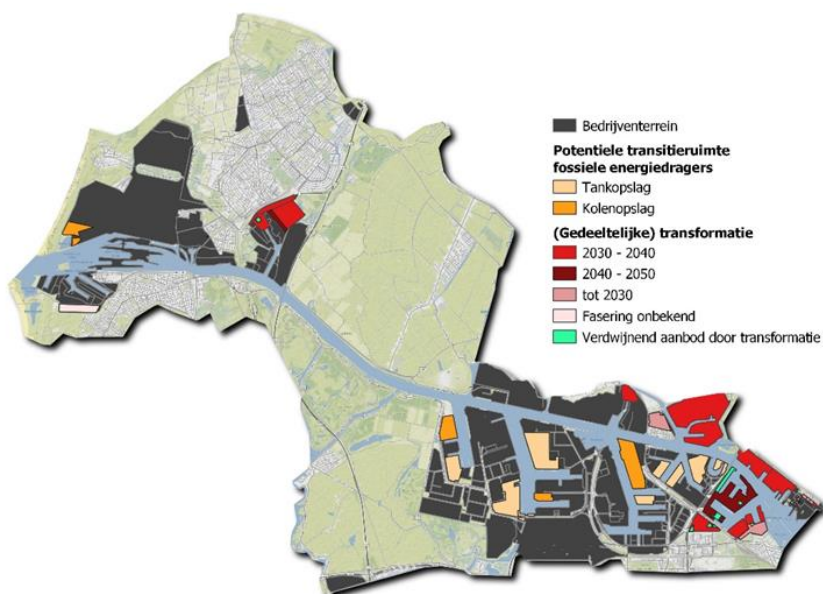 Bedrijventerrein
Potentiele transitieruimte
fossiele energiedragers
Tankopslag
Kolenopslag
(Gedeeltelijke) transformatie
2030 - 2040
2040 - 2050
tot 2030
Fasering onbekend
Verdwijnend aanbod door transformatie